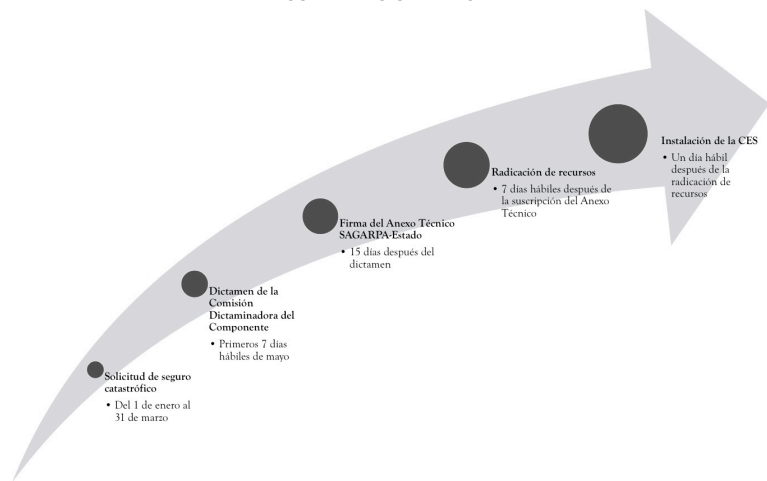 Solicitud de seguro
catastrófico
• Del 1 de enero al
31 de marzo
Dictamen de la
Comisión
Dictaminadora del
Componente
• Primeros 7 días
hábiles de mayo
Firma del Anexo Técnico
SAGARPA-Estado
• 15 días después del
dictamen
Radicación de recursos
• 7 días hábiles después de
la suscripción del Anexo
Técnico
Instalación de la CES
• Un día hábil
después de la
radicación de
recursos